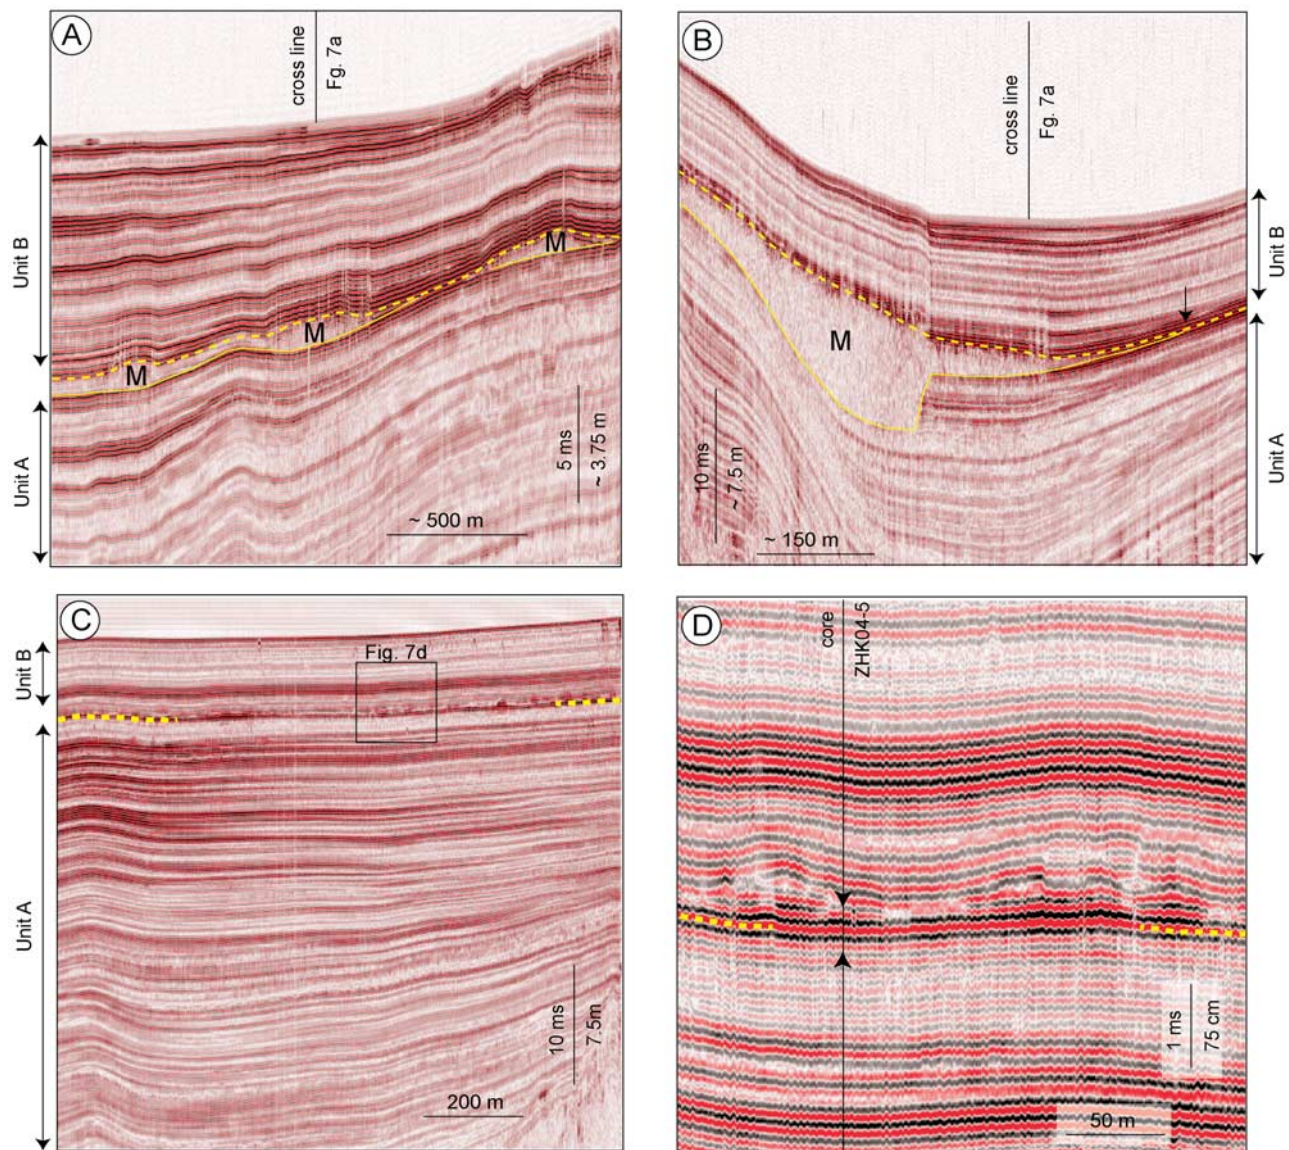 A
cross line
Fg. 7a
Unit B
Unit A
M
M
M
5 ms
~ 3.75 m
~ 500 m
B
cross line
Fg. 7a
Unit B
Unit A
M
10 ms
~ 7.5 m
~ 150 m
C
Unit B
Unit A
Fig. 7d
10 ms
7.5m
200 m
D
core
ZHK04-5
1 ms
75 cm
50 m